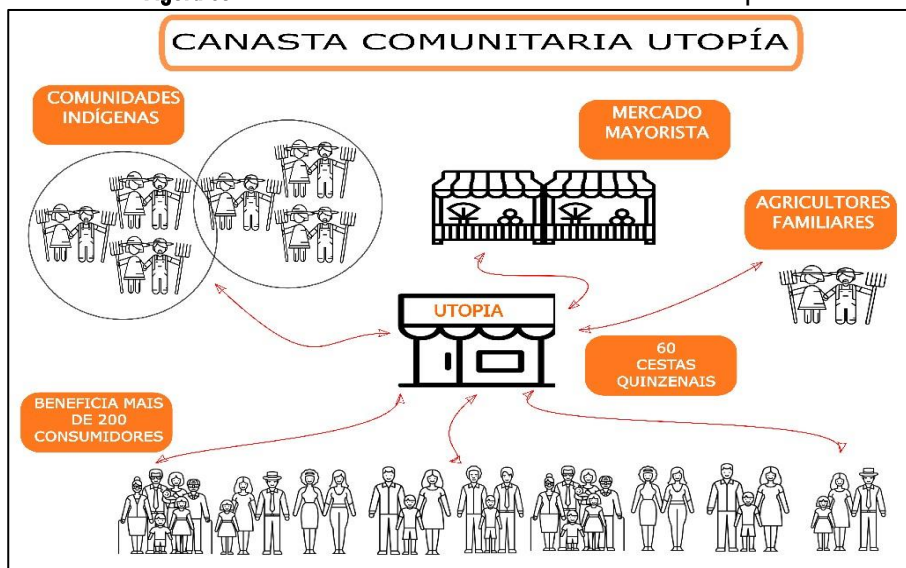 CANASTA COMUNITARIA UTOPÍA
COMUNIDADES
INDÍGENAS
MERCADO
MAYORISTA
AGRICULTORES
FAMILIARES
UTOPIA
60
CESTAS
QUINZENAIS
BENEFICIA MAIS
DE 200
CONSUMIDORES